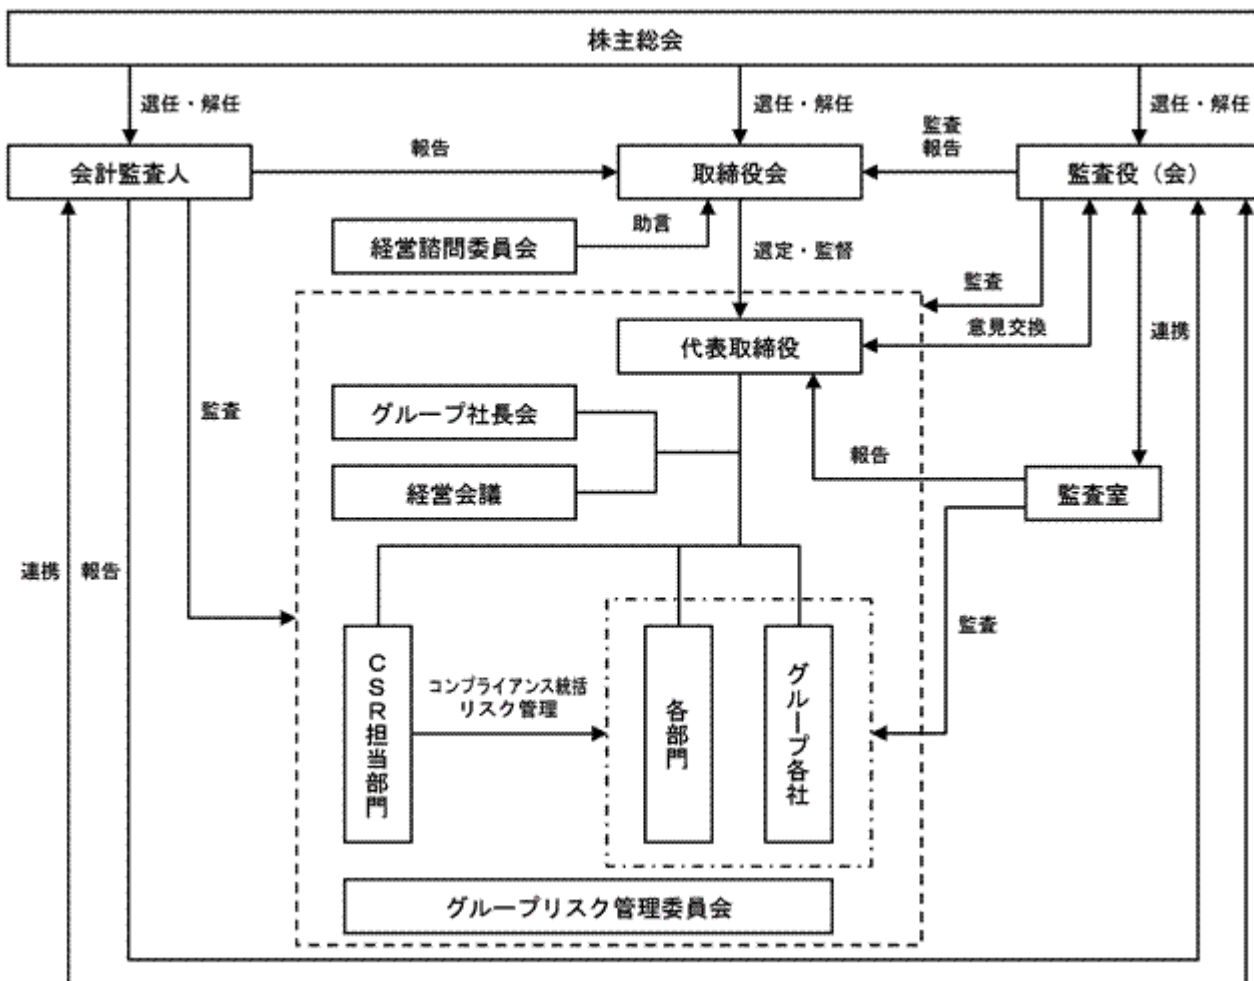 株主総会
選任・解任
選任・解任
選任・解任
会計監査人
報告
取締役会
監査
報告
監査役（会）
経営諮問委員会
助言
選定・監督
監査
代表取締役
意見交換
連携
グループ社長会
監査
経営会議
報告
監査室
連携
報告
監査
CSR担当部門
コンプライアンス統括
リスク管理
各部門
グループ各社
グループリスク管理委員会